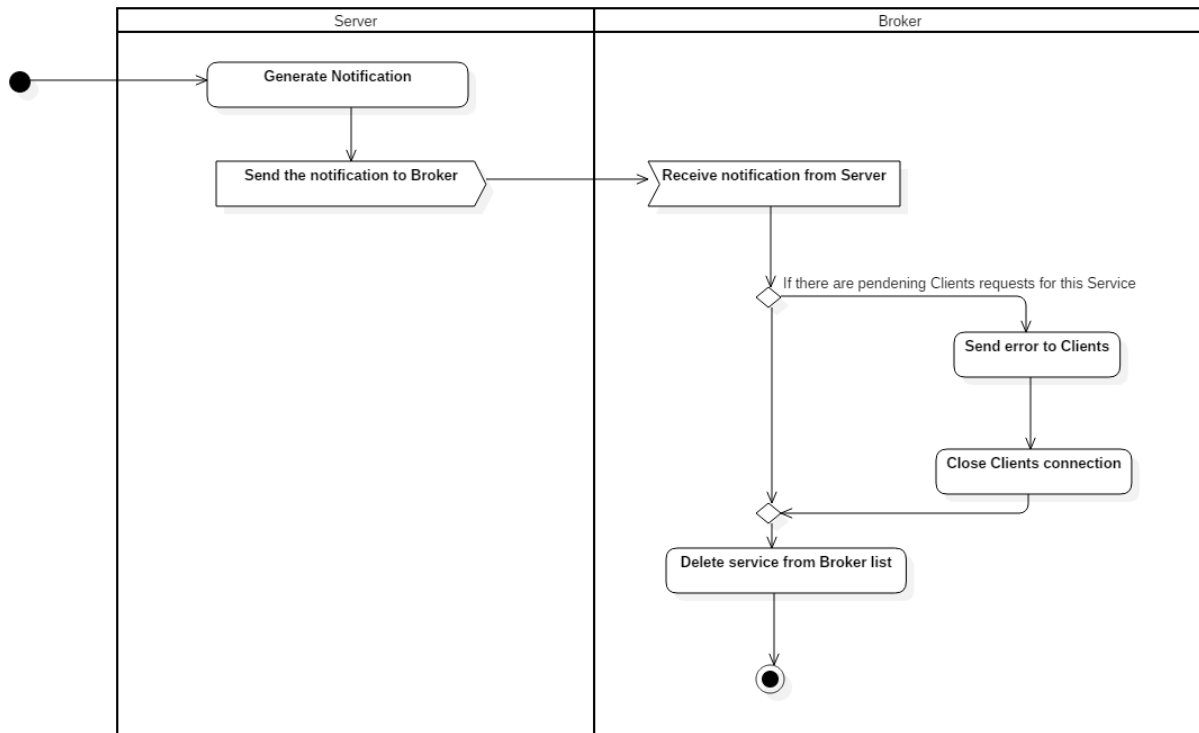 Server
Broker
Generate Notification
Send the notification to Broker
Receive notification from Server
If there are pendening Clients requests for this Service
Send error to Clients
Close Clients connection
Delete service from Broker list